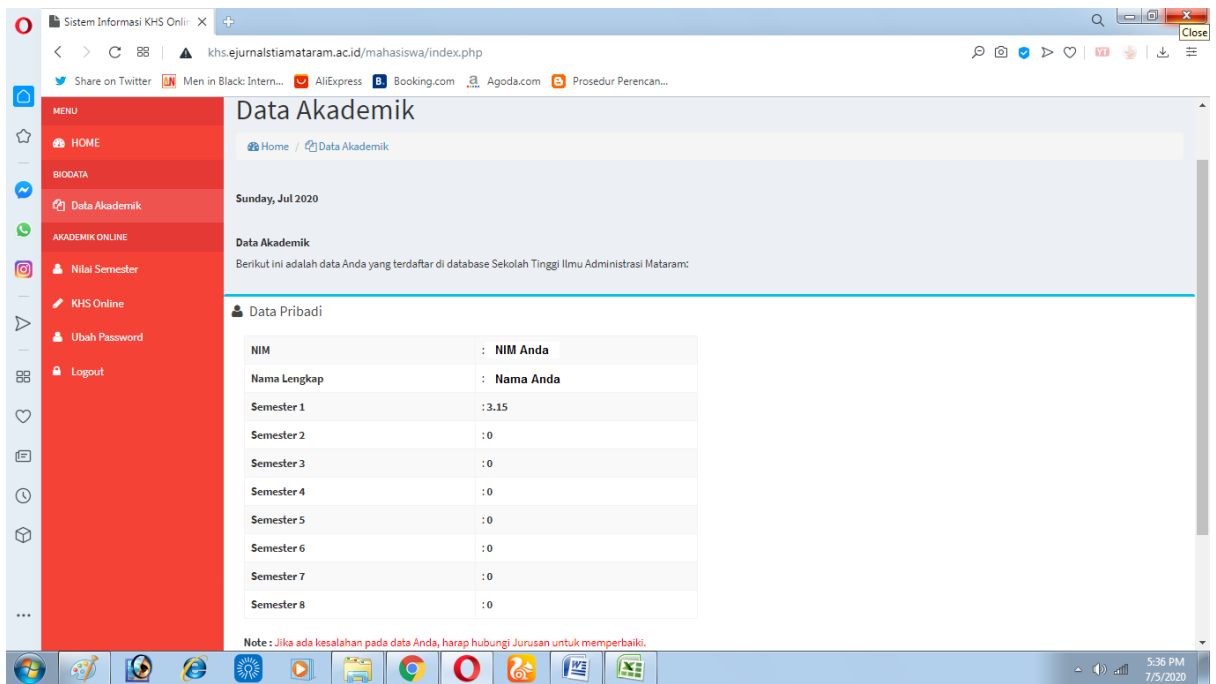 Sistem Informasi KHS Onlin
Close
khs.ejurnalstiamataram.ac.id/mahasiswa/index.php
Share on Twitter Men in Black: Intern... AliExpress B. Booking.com a Agoda.com Prosedur Perencan...
MENU
HOME
BIODATA
Data Akademik
AKADEMIK ONLINE
Nilai Semester
KHS Online
Ubah Password
Logout
Data Akademik
Home / Data Akademik
Sunday, Jul 2020
Data Akademik
Berikut ini adalah data Anda yang terdaftar di database Sekolah Tinggi Ilmu Administrasi Mataram:
Data Pribadi
NIM : NIM Anda
Nama Lengkap : Nama Anda
Semester 1 :3.15
Semester 2 :0
Semester 3 :0
Semester 4 :0
Semester 5 :0
Semester 6 :0
Semester 7 :0
Semester 8 :0
Note : Jika ada kesalahan pada data Anda, harap hubungi Jurusan untuk memperbaiki.
5:36 PM
7/5/2020